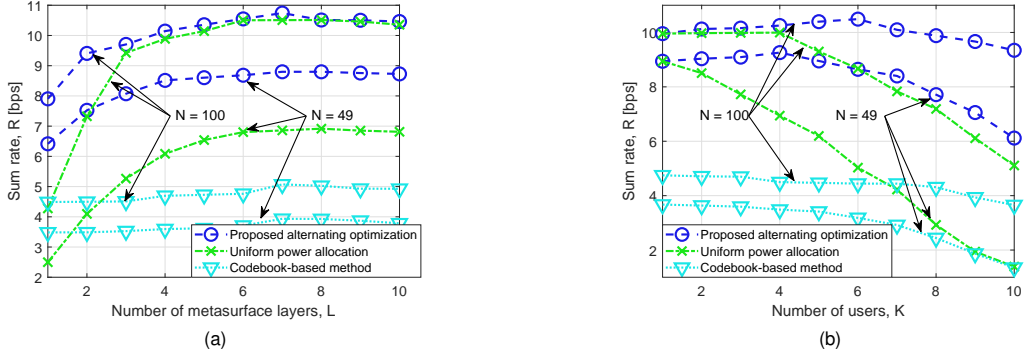 11
10
9
8
7
6
5
4
3
2
Sum rate, R [bps]
N = 100
N = 49
Proposed alternating optimization
Uniform power allocation
Codebook-based method
2
4
6
8
10
Number of metasurface layers, L
(a)
10
8
6
4
2
Sum rate, R [bps]
N = 100
N = 49
Proposed alternating optimization
Uniform power allocation
Codebook-based method
2
4
6
8
10
Number of users, K
(b)